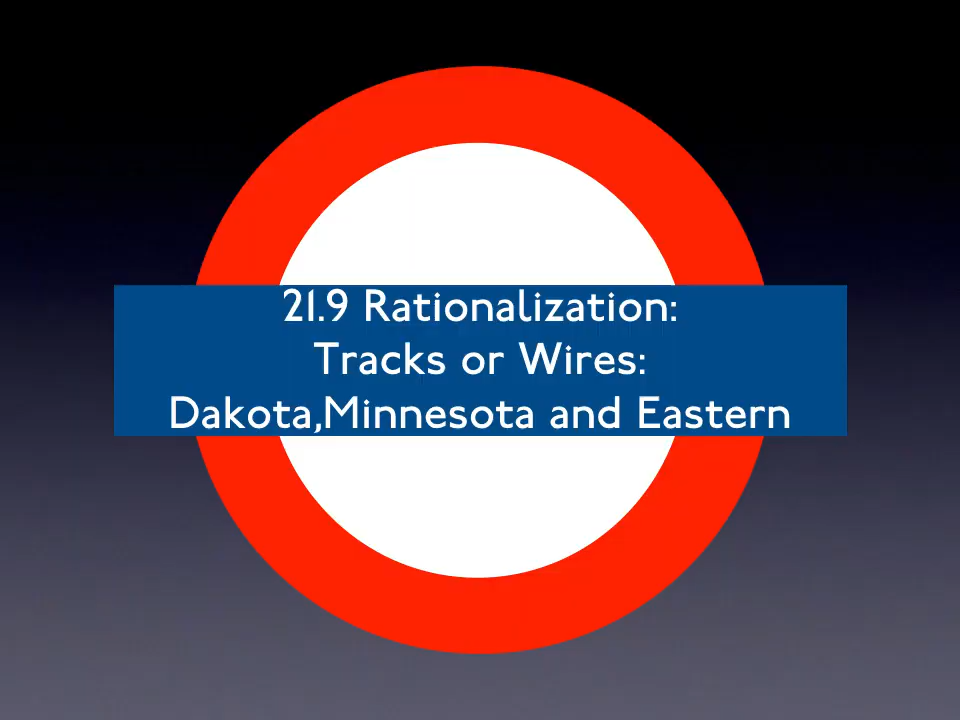 21.9 Rationalization:
Tracks or Wires:
Dakota,Minnesota and Eastern